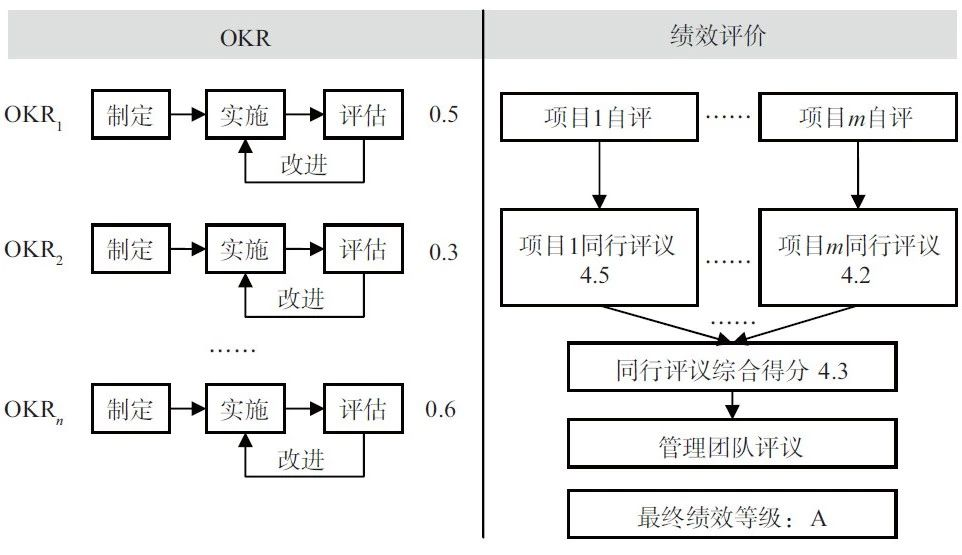 OKR
OKR1 制定 实施 评估 0.5
改进
OKR2 制定 实施 评估 0.3
改进
……
OKRn 制定 实施 评估 0.6
改进
绩效评价
项目1自评 …… 项目m自评
项目1同行评议 …… 项目m同行评议
4.5 4.2
……
同行评议综合得分 4.3
管理团队评议
最终绩效等级：A